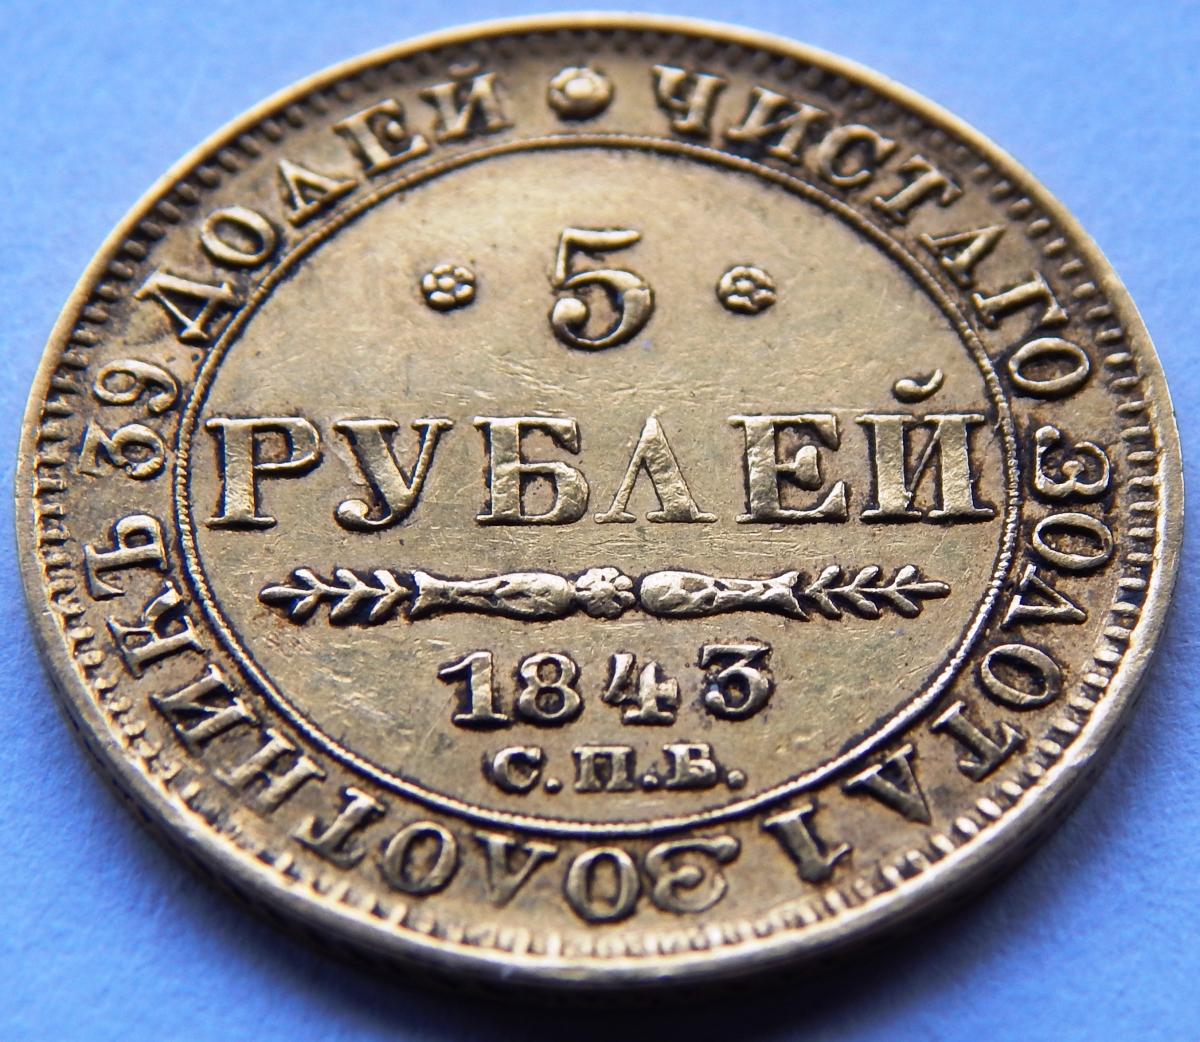 ЧИСТАГО ЗОЛОТА 1 ЗОЛОТНИКЪ 39 ДОЛЕЙ
5
РУБЛЕЙ
1843
С.П.Б.